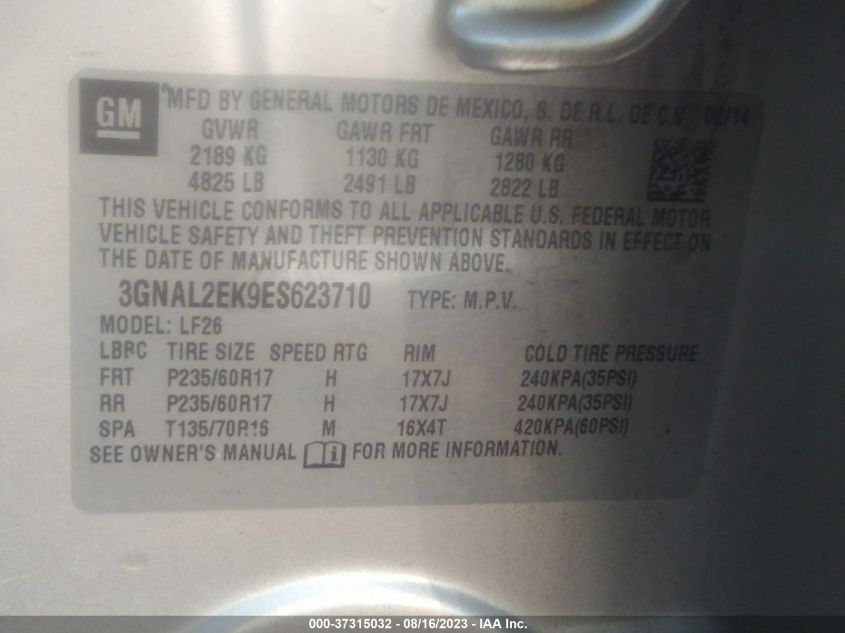 GM
MFD BY GENERAL MOTORS DE MEXICO, S. DE R.L. DE C.V. 02/14
GVWR GAWR FRT GAWR RR
2189 KG 1130 KG 1280 KG
4825 LB 2491 LB 2822 LB
THIS VEHICLE CONFORMS TO ALL APPLICABLE U.S. FEDERAL MOTOR
VEHICLE SAFETY AND THEFT PREVENTION STANDARDS IN EFFECT ON
THE DATE OF MANUFACTURE SHOWN ABOVE.
3GNAL2EK9ES623710 TYPE: M.P.V.
MODEL: LF26
TIRE SIZE SPEED RTG RIM COLD TIRE PRESSURE
FRT P235/60R17 H 17X7J 240KPA(35PSI)
RR P235/60R17 H 17X7J 240KPA(35PSI)
SPA T135/70R16 M 16X4T 420KPA(60PSI)
SEE OWNER'S MANUAL i FOR MORE INFORMATION.
000-37315032 - 08/16/2023 - IAA Inc.